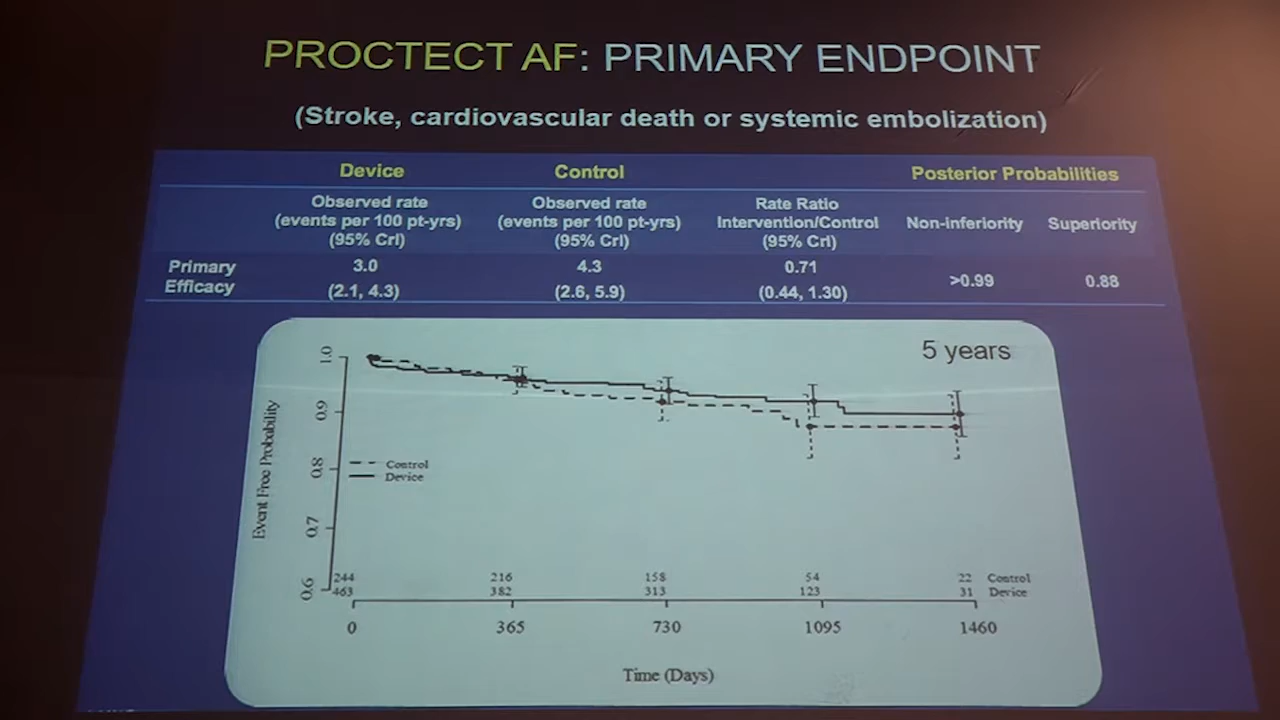 PROCTECT AF: PRIMARY ENDPOINT
(Stroke, cardiovascular death or systemic embolization)
Device Control Posterior Probabilities
Observed rate (events per 100 pt-yrs) (95% CrI)
Observed rate (events per 100 pt-yrs) (95% CrI)
Rate Ratio Intervention/Control (95% CrI)
Non-inferiority
Superiority
Primary Efficacy
3.0 (2.1, 4.3)
4.3 (2.6, 5.9)
0.71 (0.44, 1.30)
>0.99
0.88
5 years
Event Free Probability
1.0
0.9
0.8
0.7
0.6
Control
Device
244 216 158 54 22 Control
463 382 313 123 31 Device
0 365 730 1095 1460
Time (Days)